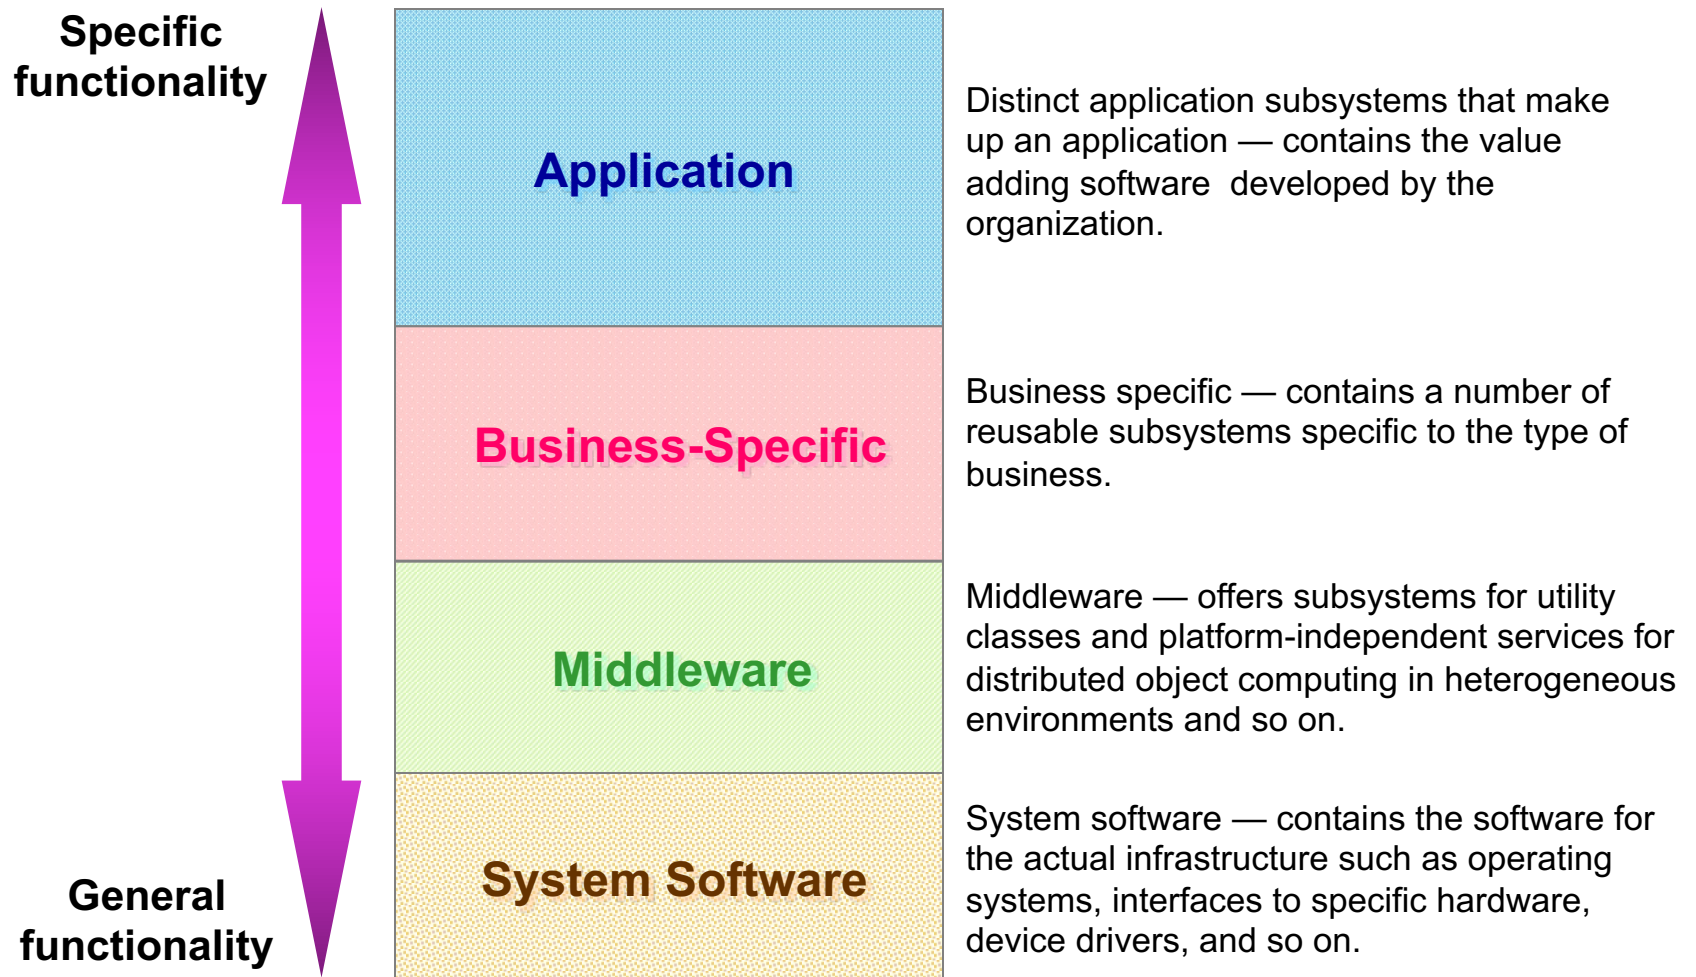 Specific
functionality
Application
Distinct application subsystems that make
up an application — contains the value
adding software  developed by the
organization.
Business-Specific
Business specific — contains a number of
reusable subsystems specific to the type of
business.
Middleware
Middleware — offers subsystems for utility
classes and platform-independent services for
distributed object computing in heterogeneous
environments and so on.
System Software
System software — contains the software for
the actual infrastructure such as operating
systems, interfaces to specific hardware,
device drivers, and so on.
General
functionality